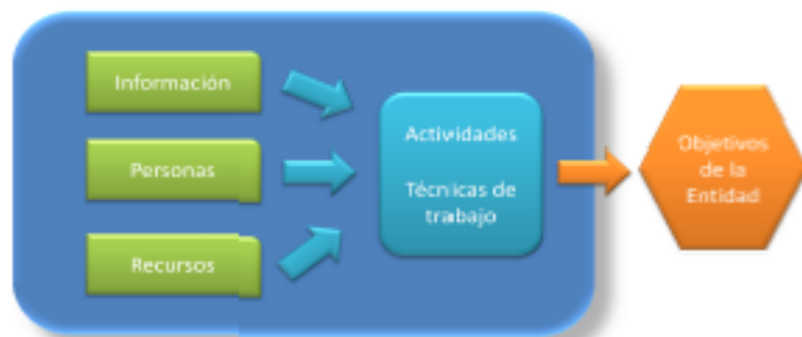 Información
Personas
Recursos
Actividades
Técnicas de
trabajo
Objetivos
de la
Entidad